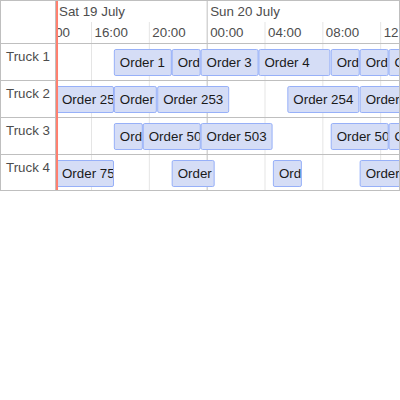 Sat 19 July Sun 20 July
00 16:00 20:00 00:00 04:00 08:00 12
Truck 1 Order 1 Ord Order 3 Order 4 Ord Ord
Truck 2 Order 25 Order Order 253 Order 254 Order
Truck 3 Ord Order 50 Order 503 Order 50
Truck 4 Order 75 Order Ord Order